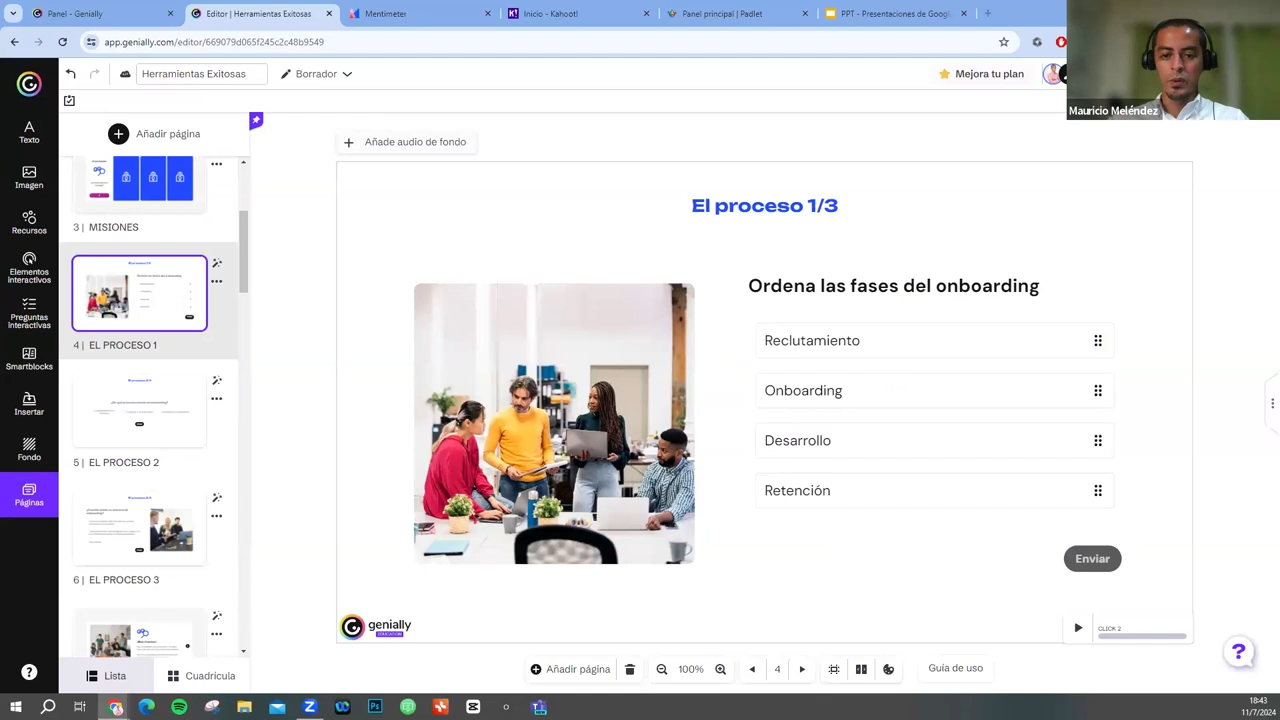 Panel - Genially
Editor | Herramientas Exitosas
Mentimeter
Inicio - Kahoot!
Panel principal | Padlet
PPT - Presentaciones de Google
app.genially.com/editor/669079d065f245c2c48b9549
Herramientas Exitosas
Borrador
Mejora tu plan
Mauricio Meléndez
Añadir página
Añade audio de fondo
Texto
Imagen
Recursos
Elementos
Interactivos
Preguntas
Interactivas
Smartblocks
Insertar
Fondo
Páginas
3 | MISIONES
4 | EL PROCESO 1
5 | EL PROCESO 2
6 | EL PROCESO 3
El proceso 1/3
Ordena las fases del onboarding
Reclutamiento
Onboarding
Desarrollo
Retención
Enviar
genially
EDUCACIÓN
CLICK 2
Lista
Cuadrícula
Añadir página
100%
4
Guía de uso
18:43
11/7/2024